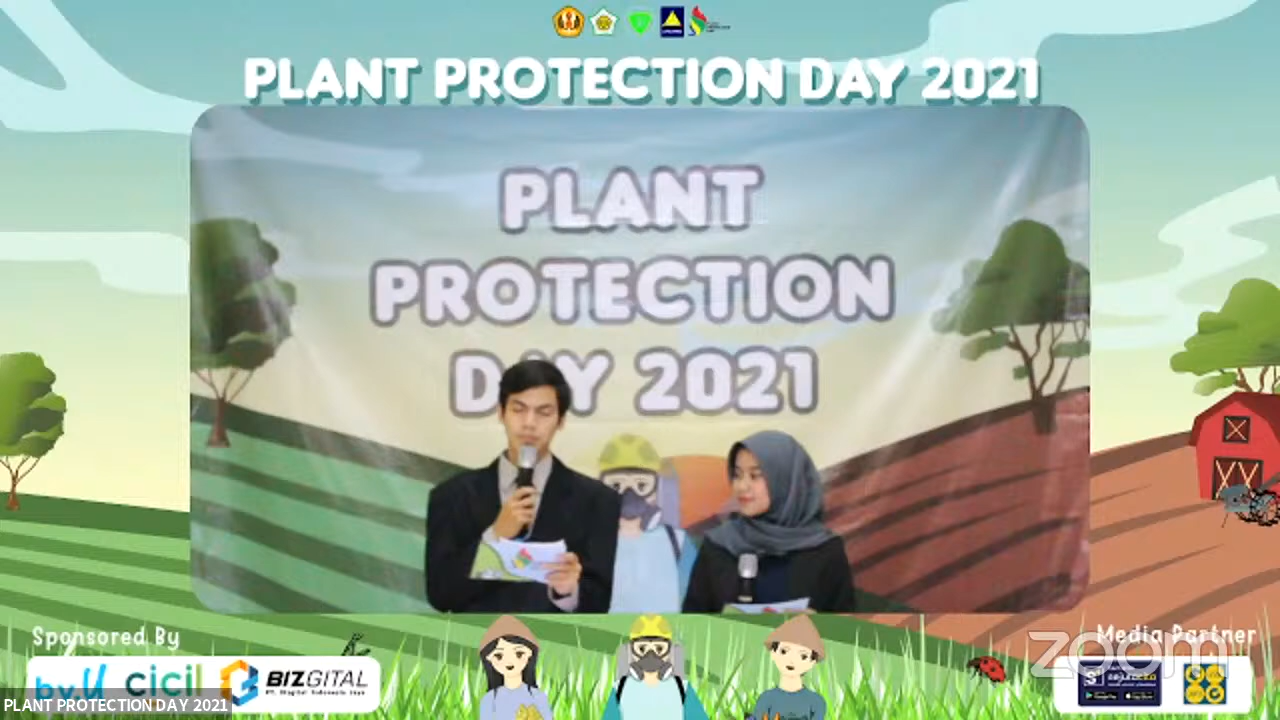 PLANT PROTECTION DAY 2021
PLANT
PROTECTION
DAY 2021
Sponsored By
Media Partner
zoom
by.U
cicil
BIZGITAL
PLANT PROTECTION DAY 2021